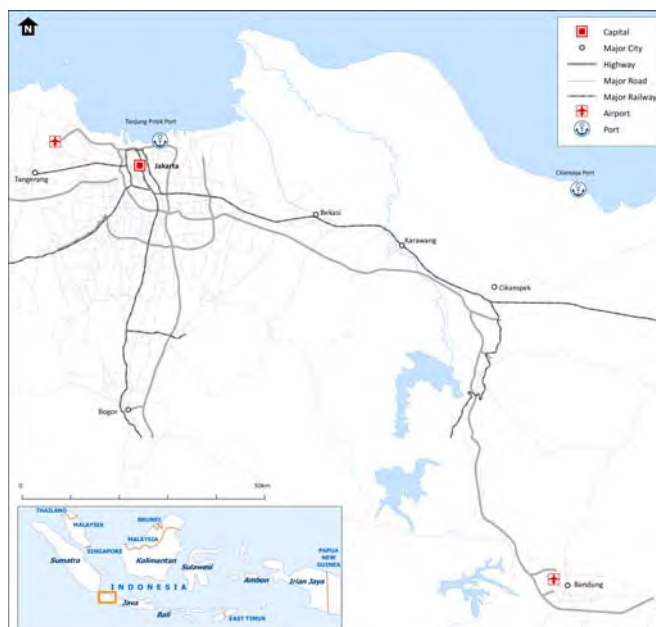 N
Capital
Major City
Highway
Major Road
Major Railway
Airport
Port
Tanjung Priok Port
Jakarta
Tangerang
Cilamaya Port
Bekasi
Karawang
Cikampek
Bogor
0
50km
Bandung
THAILAND
MALAYSIA
BRUNEI
MALAYSIA
SINGAPORE
Sumatra
Kalimantan
Sulawesi
PAPUA
NEW
GUINEA
Ambon
Irian Jaya
INDONESIA
Java
Bali
EAST TIMUR